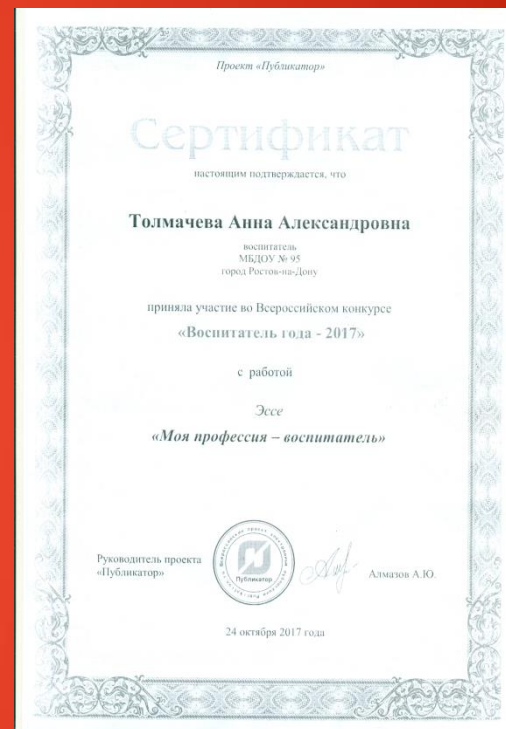 Проект «Публикатор»
Сертификат
настоящим подтверждается, что
Толмачева Анна Александровна
воспитатель
МБДОУ № 95
город Ростов-на-Дону
приняла участие во Всероссийском конкурсе
«Воспитатель года - 2017»
с работой
Эссе
«Моя профессия – воспитатель»
Руководитель проекта
«Публикатор»
Публикатор
Алмазов А.Ю.
24 октября 2017 года